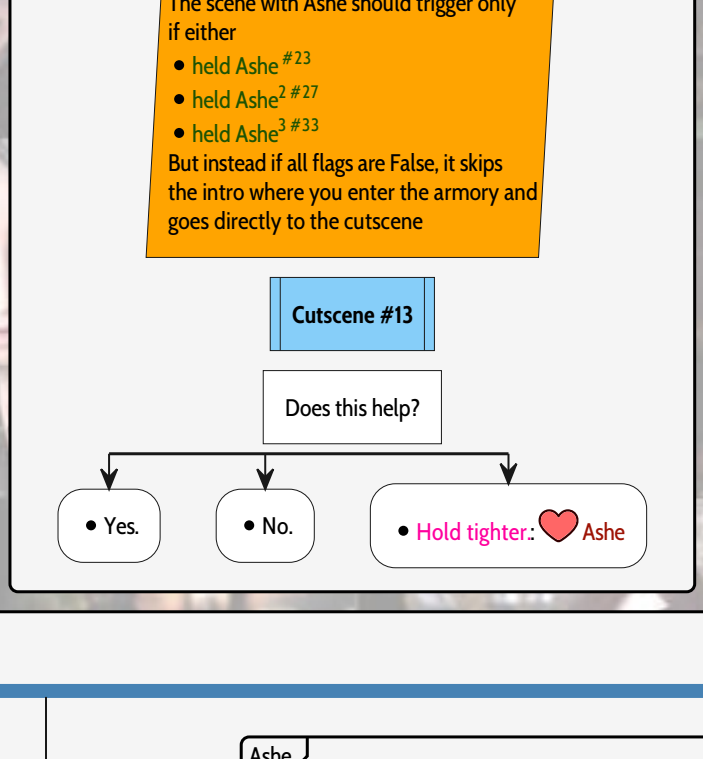 The scene with Ashe should trigger only
if either
• held Ashe #23
• held Ashe2 #27
• held Ashe3 #33
But instead if all flags are False, it skips
the intro where you enter the armory and
goes directly to the cutscene
Cutscene #13
Does this help?
• Yes.
• No.
• Hold tighter.: Ashe
Ashe